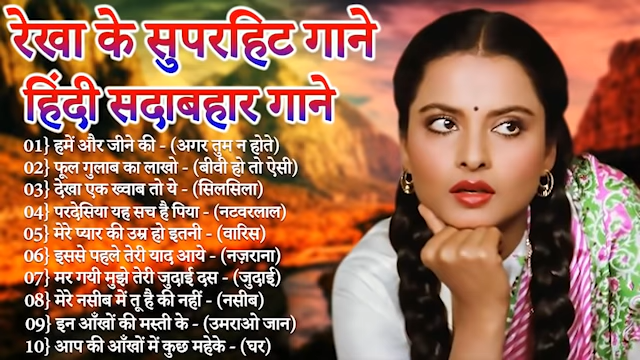 रेखा के सुपरहिट गाने
हिंदी सदाबहार गाने
01} हमें और जीने की - (अगर तुम न होते)
02} फूल गुलाब का लाखो - (बीवी हो तो ऐसी)
03} देखा एक ख्वाब तो ये - (सिलसिला)
04} परदेसिया यह सच है पिया - (नटवरलाल)
05} मेरे प्यार की उम्र हो इतनी - (वारिस)
06} इससे पहले तेरी याद आये - (नज़राना)
07} मर गयी मुझे तेरी जुदाई दस - (जुदाई)
08} मेरे नसीब में तू है की नहीं - (नसीब)
09} इन आँखों की मस्ती के - (उमराओ जान)
10} आप की आँखों में कुछ महेके - (घर)